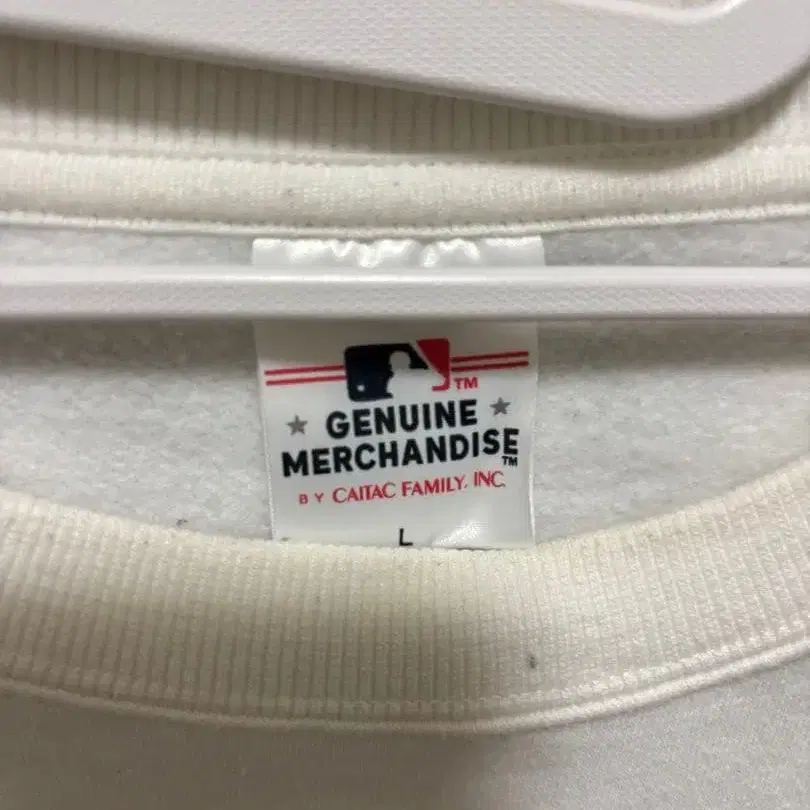 TM
GENUINE
MERCHANDISE
TM
BY CAITAC FAMILY, INC.
L